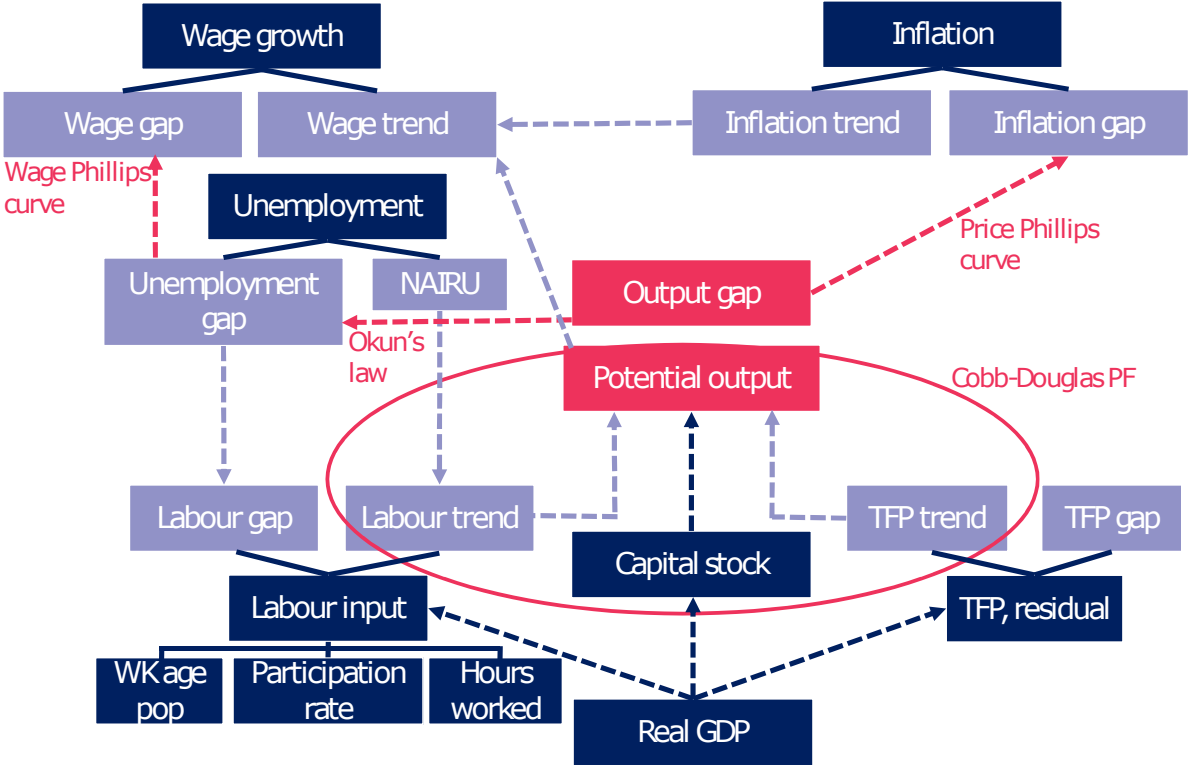 Wage growth
Inflation
Wage gap
Wage trend
Inflation trend
Inflation gap
Wage Phillips
curve
Unemployment
Price Phillips
curve
Unemployment
gap
NAIRU
Output gap
Okun’s
law
Potential output
Cobb-Douglas PF
Labour gap
Labour trend
TFP trend
TFP gap
Capital stock
Labour input
TFP, residual
WK age
pop
Participation
rate
Hours
worked
Real GDP